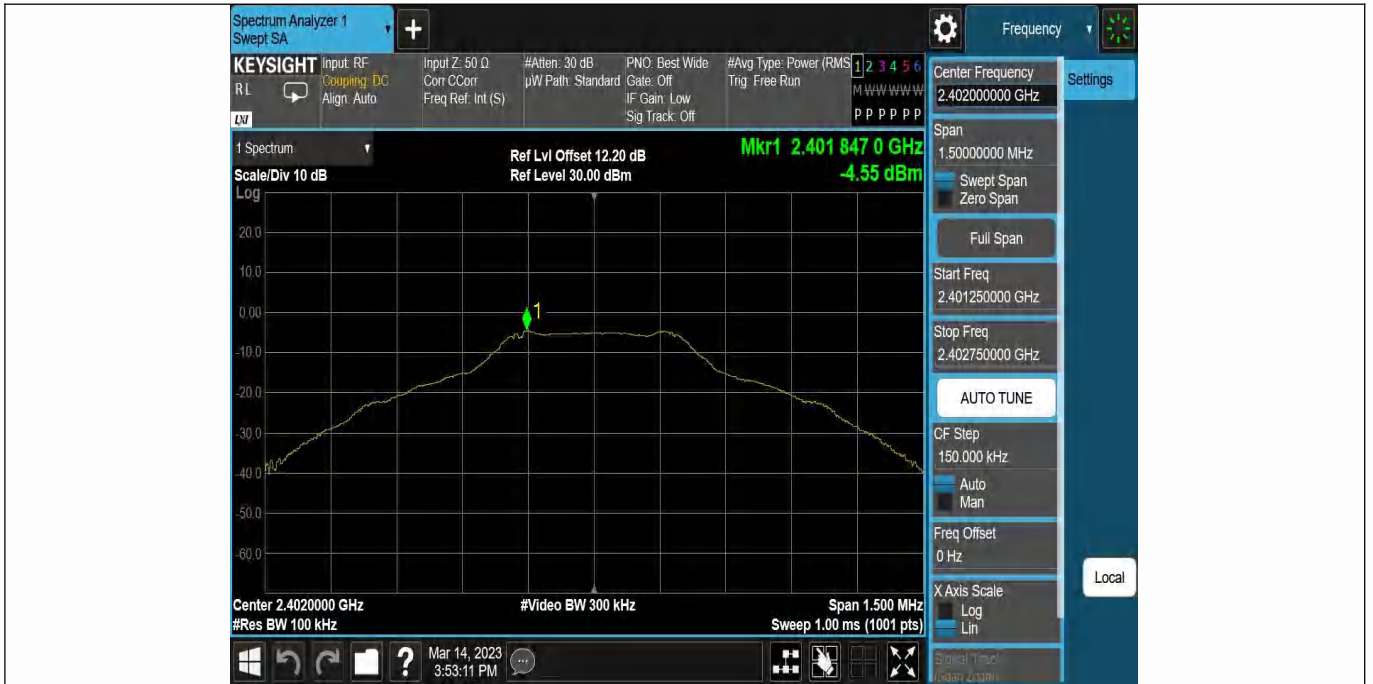 Spectrum Analyzer 1
Swept SA
+
Frequency
KEYSIGHT
RL
LXI
Input: RF
Coupling: DC
Align: Auto
Input Z: 50 Ω
Corr CCorr
Freq Ref: Int (S)
#Atten: 30 dB
µW Path: Standard
PNO: Best Wide
Gate: Off
IF Gain: Low
Sig Track: Off
#Avg Type: Power (RMS
Trig: Free Run
1 2 3 4 5 6
M W W W W W
P P P P P P
1 Spectrum
Scale/Div 10 dB
Log
Ref Lvl Offset 12.20 dB
Ref Level 30.00 dBm
Mkr1 2.401 847 0 GHz
-4.55 dBm
20.0
10.0
0.00
-10.0
-20.0
-30.0
-40.0
-50.0
-60.0
1
Center 2.4020000 GHz
#Res BW 100 kHz
#Video BW 300 kHz
Span 1.500 MHz
Sweep 1.00 ms (1001 pts)
Center Frequency
2.402000000 GHz
Settings
Span
1.50000000 MHz
Swept Span
Zero Span
Full Span
Start Freq
2.401250000 GHz
Stop Freq
2.402750000 GHz
AUTO TUNE
CF Step
150.000 kHz
Auto
Man
Freq Offset
0 Hz
X Axis Scale
Log
Lin
Signal Track
(Span Zoom)
Local
?
Mar 14, 2023
3:53:11 PM